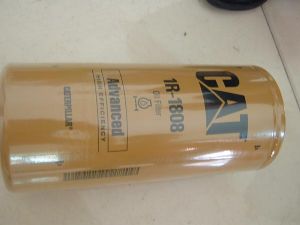 CAT
1R-1808
Oil Filter
Advanced
HIGH EFFICIENCY
CATERPILLAR